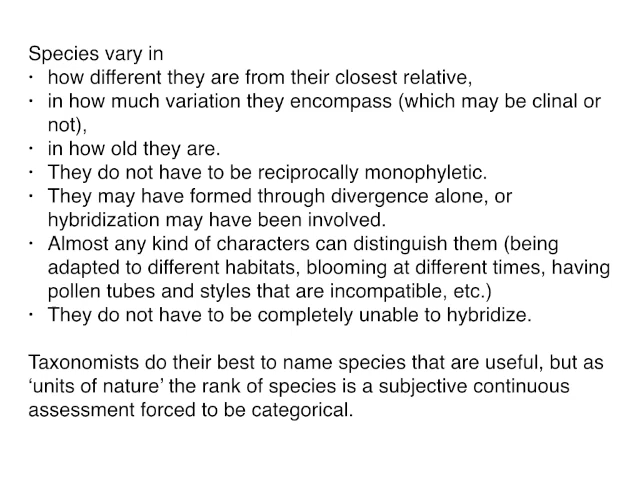 Species vary in
· how different they are from their closest relative,
· in how much variation they encompass (which may be clinal or
not),
· in how old they are.
· They do not have to be reciprocally monophyletic.
· They may have formed through divergence alone, or
hybridization may have been involved.
· Almost any kind of characters can distinguish them (being
adapted to different habitats, blooming at different times, having
pollen tubes and styles that are incompatible, etc.)
· They do not have to be completely unable to hybridize.
Taxonomists do their best to name species that are useful, but as
‘units of nature’ the rank of species is a subjective continuous
assessment forced to be categorical.